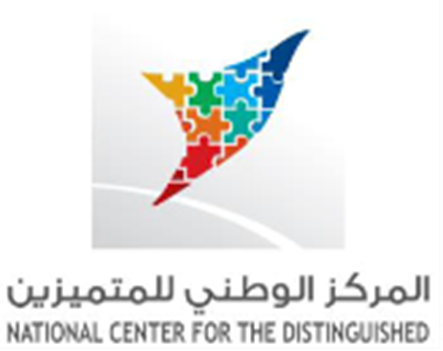 المركز الوطني للمتميزين
NATIONAL CENTER FOR THE DISTINGUISHED